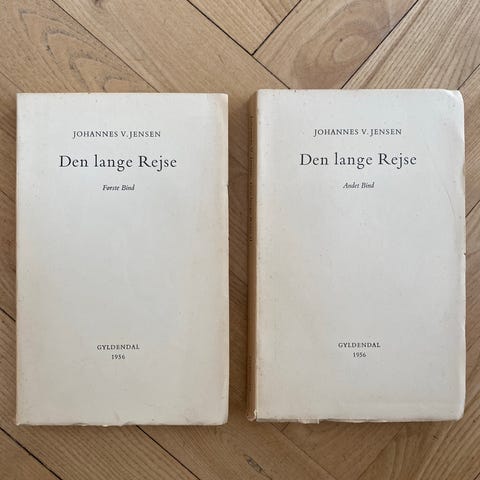 JOHANNES V. JENSEN
Den lange Rejse
Første Bind
GYLDENDAL
1956
JOHANNES V. JENSEN
Den lange Rejse
Andet Bind
GYLDENDAL
1956